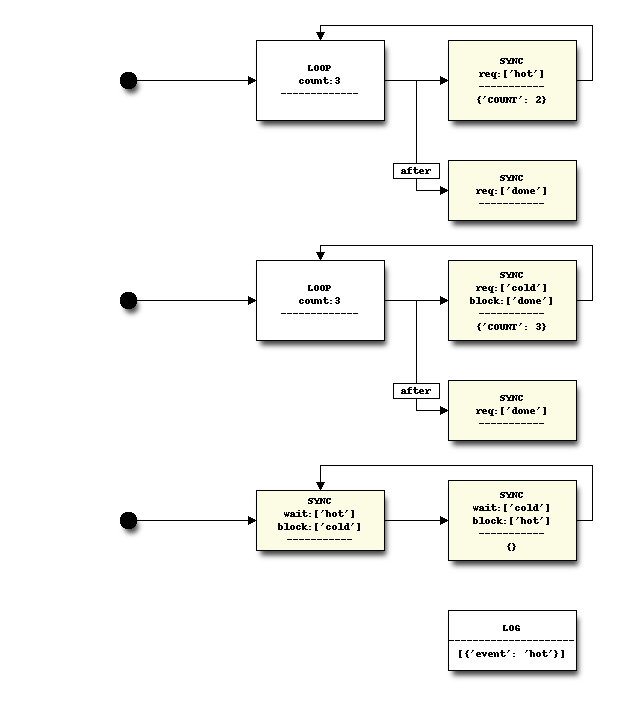 LOOP
count:3
-------------
SYNC
req:['hot']
-----------
{'COUNT': 2}
after
SYNC
req:['done']
-----------
LOOP
count:3
-------------
SYNC
req:['cold']
block:['done']
-----------
{'COUNT': 3}
after
SYNC
req:['done']
-----------
SYNC
wait:['hot']
block:['cold']
-----------
SYNC
wait:['cold']
block:['hot']
-----------
{}
LOG
---------------------
[{'event': 'hot'}]